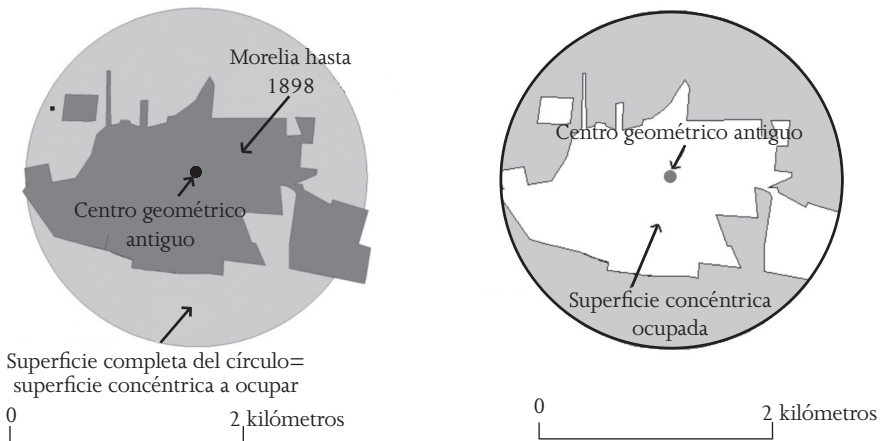 Morelia hasta
1898
Centro geométrico
antiguo
Superficie completa del círculo=
superficie concéntrica a ocupar
0
2 kilómetros
Centro geométrico antiguo
Superficie concéntrica
ocupada
0
2 kilómetros